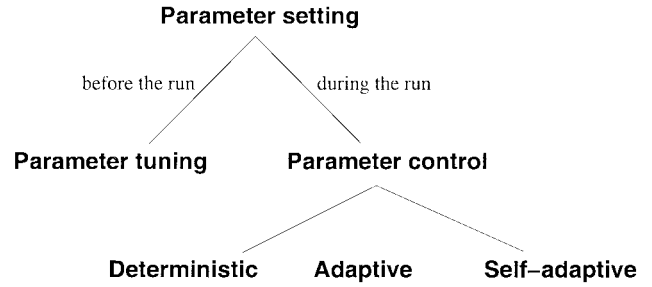 Parameter setting
before the run
during the run
Parameter tuning
Parameter control
Deterministic
Adaptive
Self-adaptive